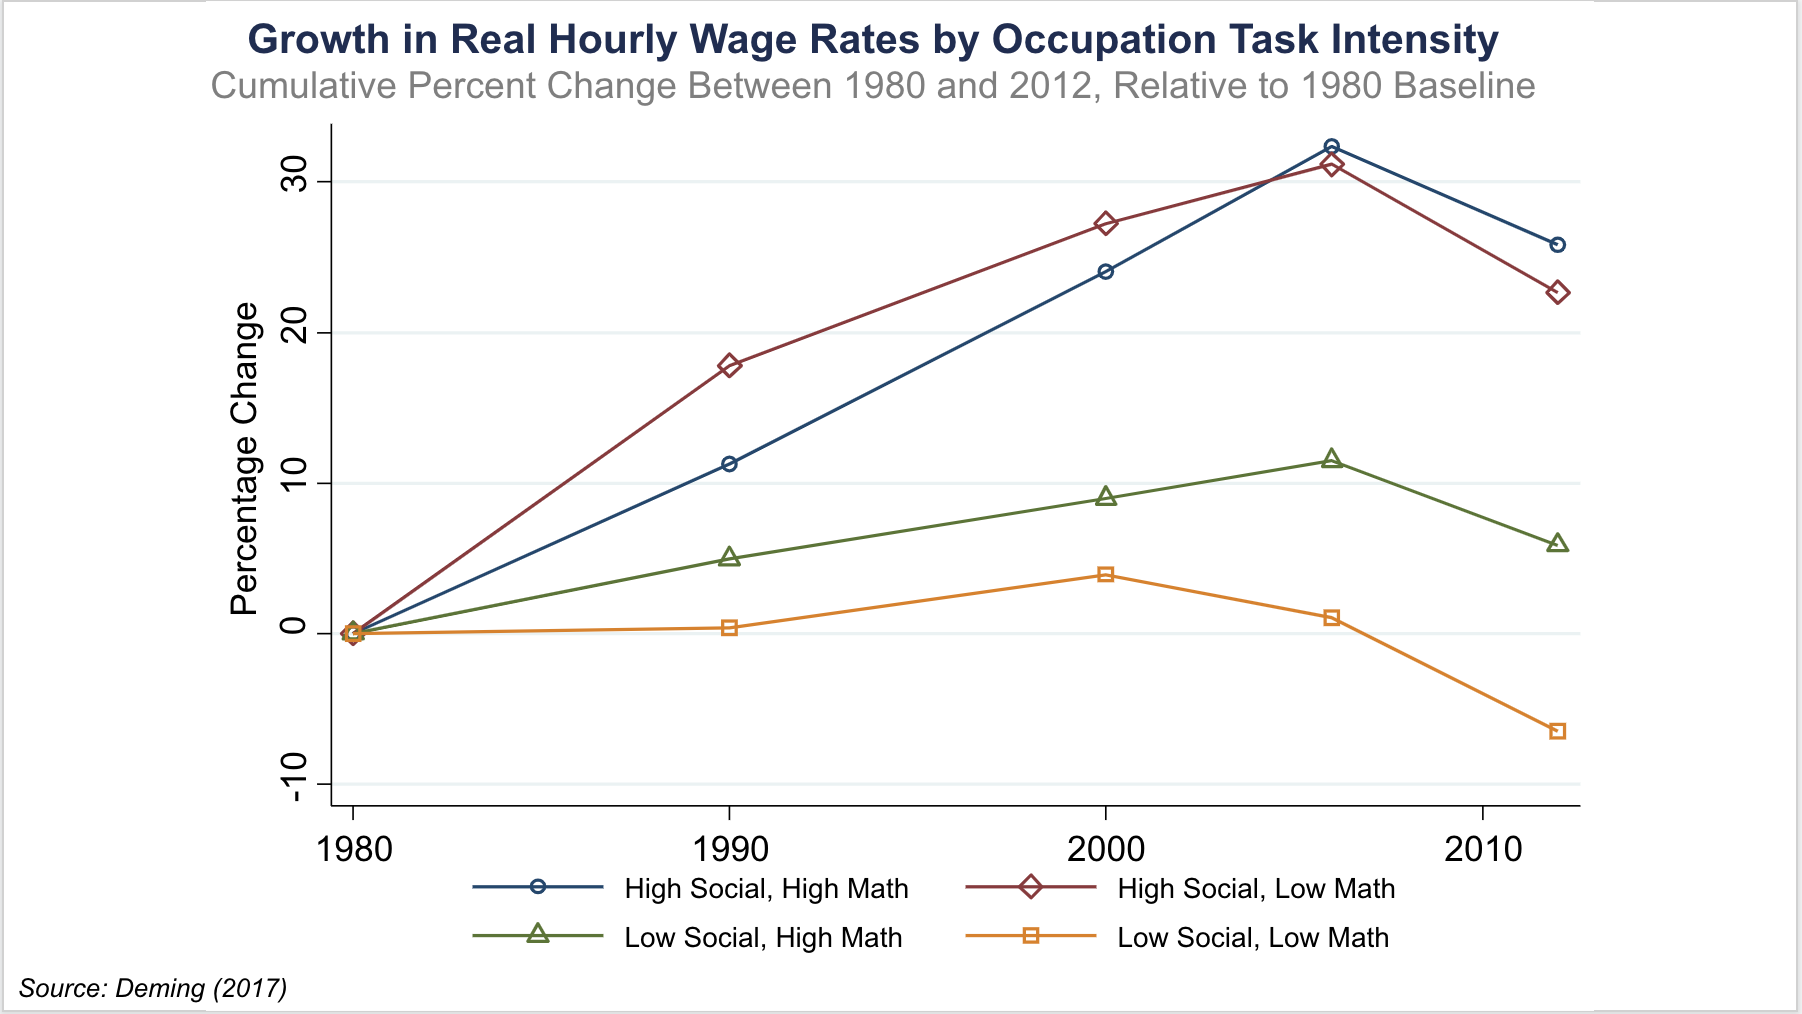 Growth in Real Hourly Wage Rates by Occupation Task Intensity
Cumulative Percent Change Between 1980 and 2012, Relative to 1980 Baseline
Percentage Change
30
20
10
0
-10
1980 1990 2000 2010
High Social, High Math High Social, Low Math
Low Social, High Math Low Social, Low Math
Source: Deming (2017)